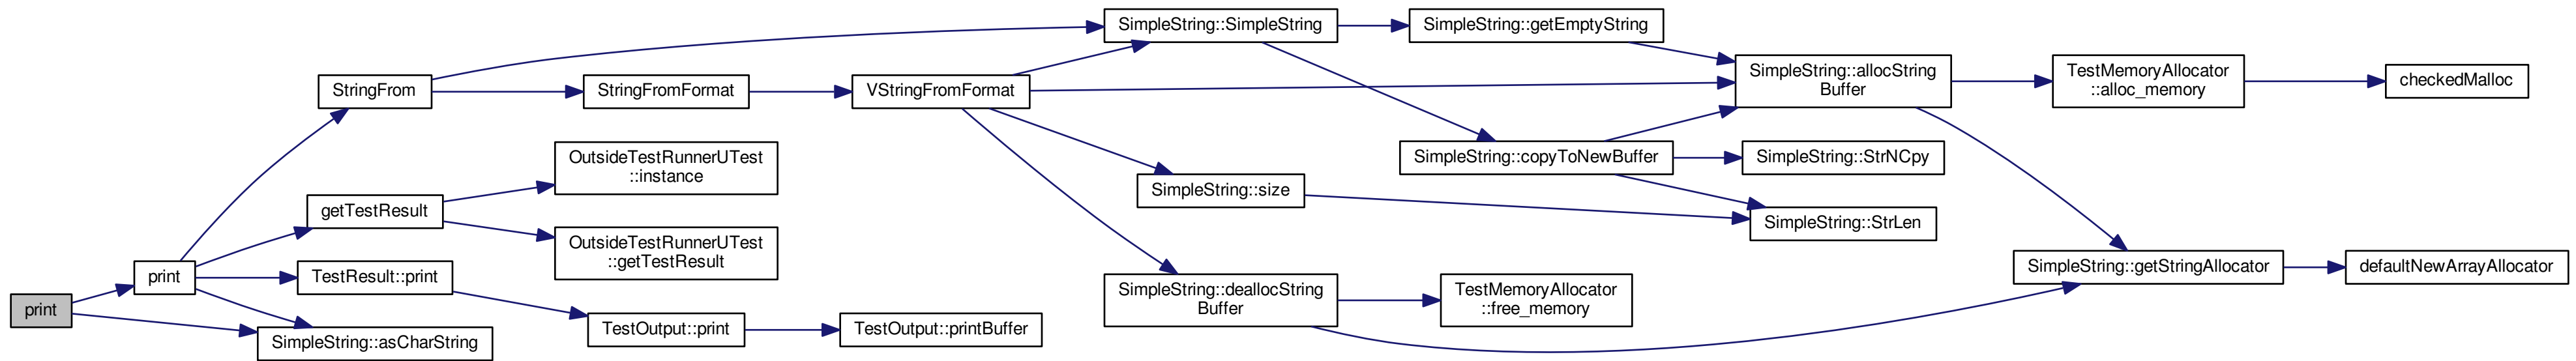 print
print
StringFrom
getTestResult
TestResult::print
SimpleString::asCharString
StringFromFormat
OutsideTestRunnerUTest
::instance
OutsideTestRunnerUTest
::getTestResult
TestOutput::print
VStringFromFormat
TestOutput::printBuffer
SimpleString::SimpleString
SimpleString::size
SimpleString::deallocString
Buffer
SimpleString::getEmptyString
SimpleString::copyToNewBuffer
TestMemoryAllocator
::free_memory
SimpleString::allocString
Buffer
SimpleString::StrNCpy
SimpleString::StrLen
TestMemoryAllocator
::alloc_memory
SimpleString::getStringAllocator
checkedMalloc
defaultNewArrayAllocator